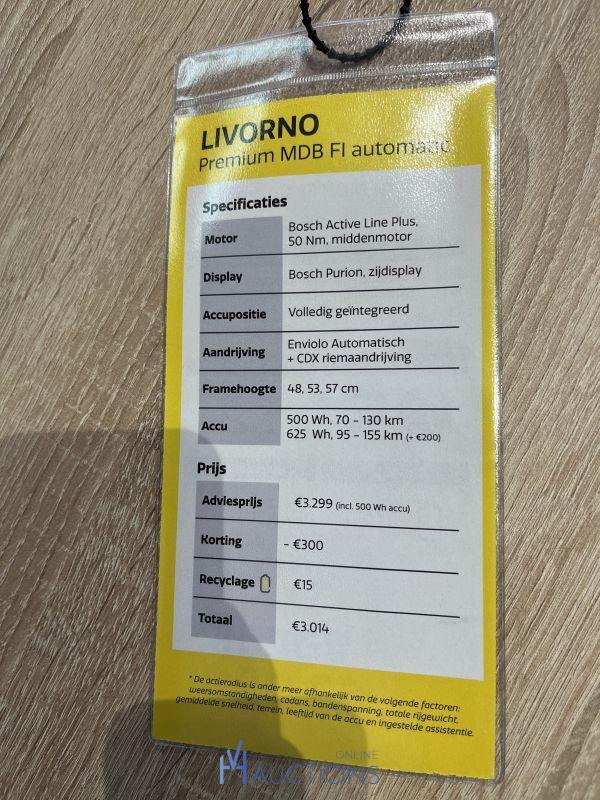 LIVORNO
Premium MDB FI automatic
Specificaties
Motor Bosch Active Line Plus,
50 Nm, middenmotor
Display Bosch Purion, zijdisplay
Accupositie Volledig geïntegreerd
Aandrijving Enviolo Automatisch
+ CDX riemaandrijving
Framehoogte 48, 53, 57 cm
Accu 500 Wh, 70 - 130 km
625 Wh, 95 - 155 km (+ €200)
Prijs
Adviesprijs €3.299 (incl. 500 Wh accu)
Korting - €300
Recyclage €15
Totaal €3.014
* De actieradius is onder meer afhankelijk van de volgende factoren:
weersomstandigheden, cadans, bandenspanning, totale rijgewicht,
gemiddelde snelheid, terrein, leeftijd van de accu en ingestelde assistentie.
ONLINE
AUCTIONS